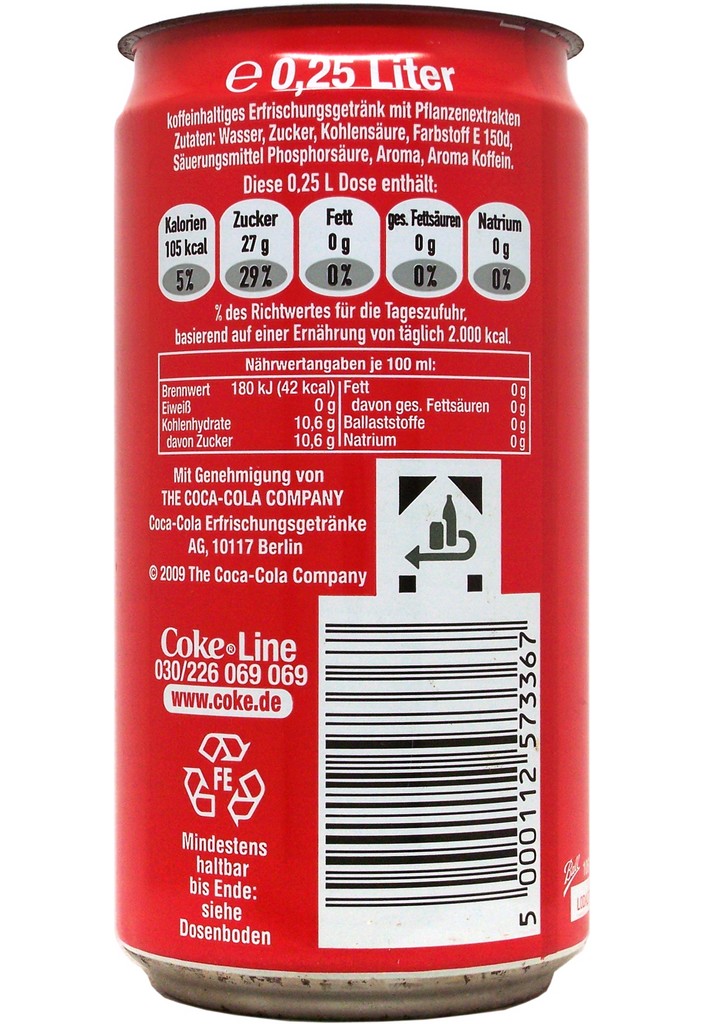 ℮ 0,25 Liter
koffeinhaltiges Erfrischungsgetränk mit Pflanzenextrakten
Zutaten: Wasser, Zucker, Kohlensäure, Farbstoff E 150d,
Säuerungsmittel Phosphorsäure, Aroma, Aroma Koffein.
Diese 0,25 L Dose enthält:
Kalorien 105 kcal 5%
Zucker 27 g 29%
Fett 0 g 0%
ges. Fettsäuren 0 g 0%
Natrium 0 g 0%
% des Richtwertes für die Tageszufuhr,
basierend auf einer Ernährung von täglich 2.000 kcal.
Nährwertangaben je 100 ml:
Brennwert 180 kJ (42 kcal)
Eiweiß 0 g
Kohlenhydrate 10,6 g
davon Zucker 10,6 g
Fett 0 g
davon ges. Fettsäuren 0 g
Ballaststoffe 0 g
Natrium 0 g
Mit Genehmigung von
THE COCA-COLA COMPANY
Coca-Cola Erfrischungsgetränke
AG, 10117 Berlin
© 2009 The Coca-Cola Company
Coke® Line
030/226 069 069
www.coke.de
FE
Mindestens
haltbar
bis Ende:
siehe
Dosenboden
5 000112 573367
Ball